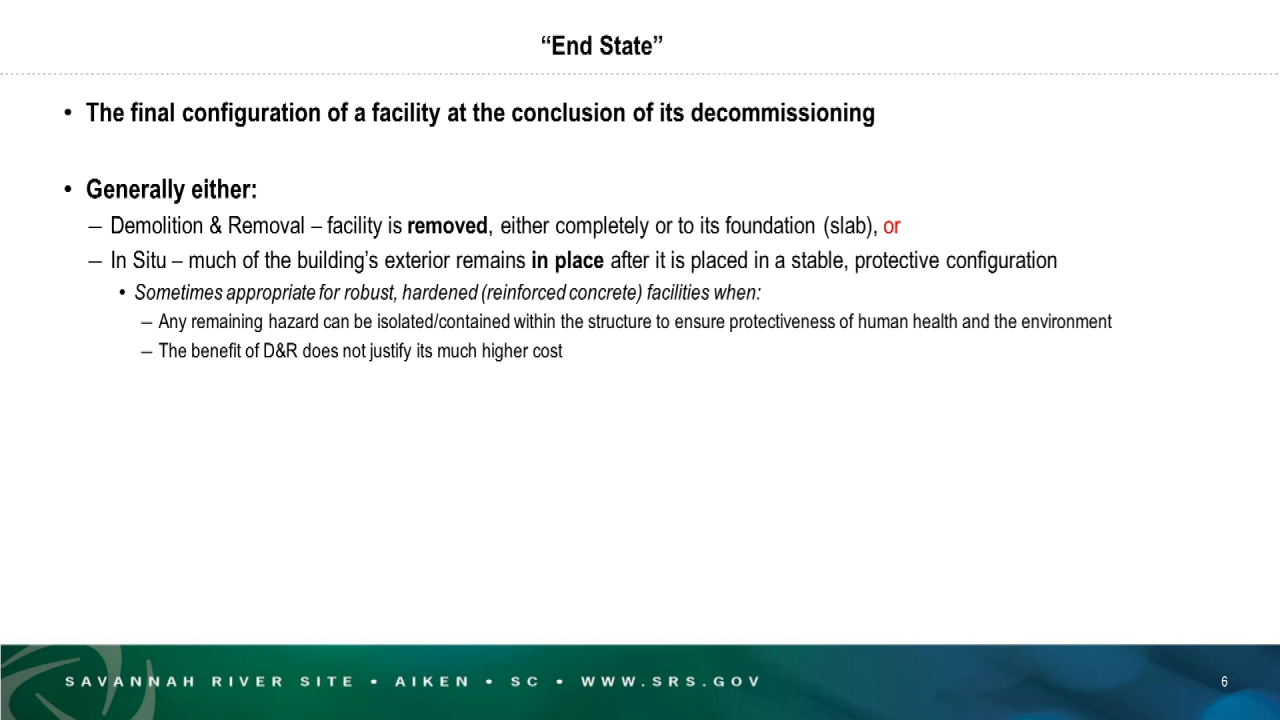 “End State”
• The final configuration of a facility at the conclusion of its decommissioning
• Generally either:
– Demolition & Removal – facility is removed, either completely or to its foundation (slab), or
– In Situ – much of the building’s exterior remains in place after it is placed in a stable, protective configuration
• Sometimes appropriate for robust, hardened (reinforced concrete) facilities when:
– Any remaining hazard can be isolated/contained within the structure to ensure protectiveness of human health and the environment
– The benefit of D&R does not justify its much higher cost
SAVANNAH RIVER SITE • AIKEN • SC • WWW.SRS.GOV
6